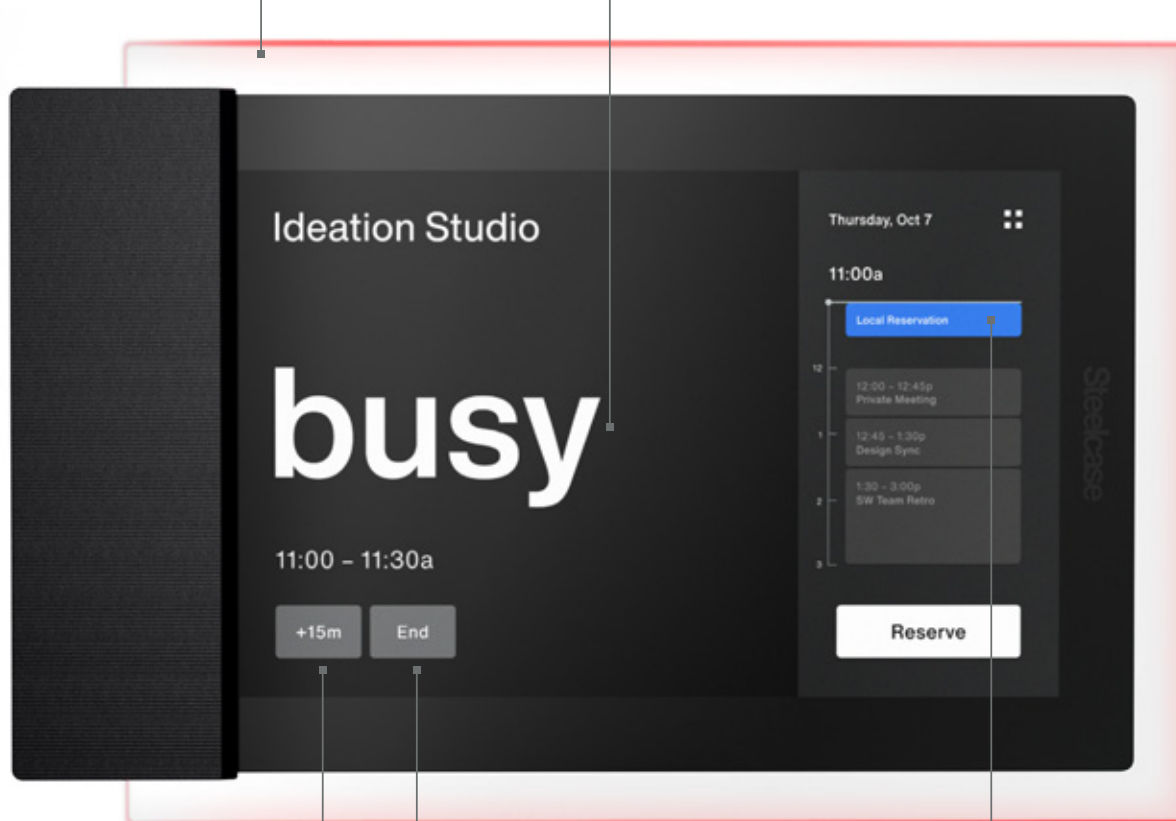 Ideation Studio
busy
11:00 – 11:30a
+15m
End
Thursday, Oct 7
11:00a
Local Reservation
12
12:00 – 12:45p
Private Meeting
1
12:45 – 1:30p
Design Sync
2
1:30 – 3:00p
SW Team Retro
3
Reserve
Steelcase